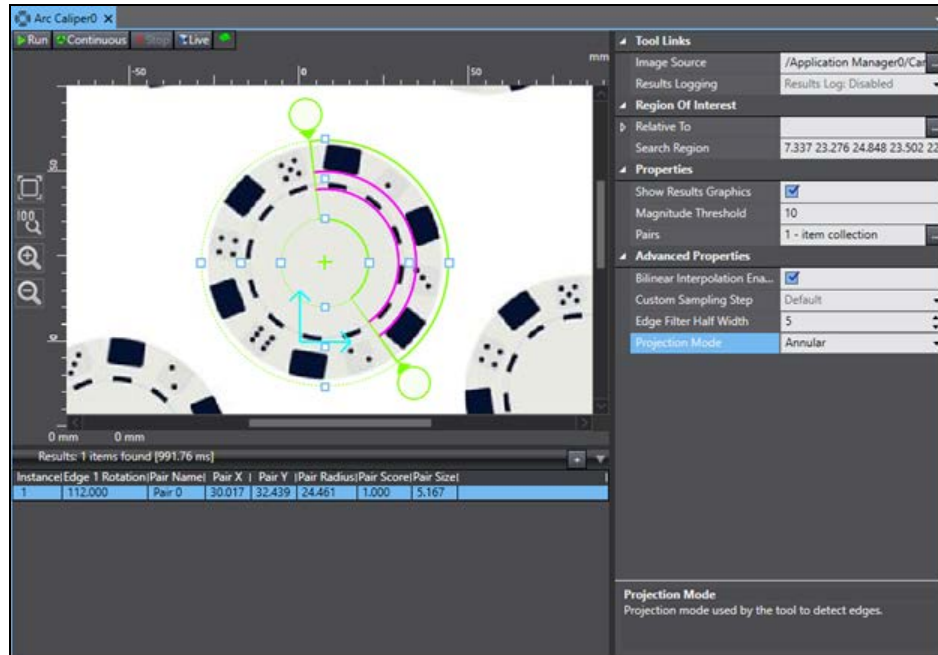 Arc Caliper0 ×
Run Continuous Stop Live
mm
-50 0 50
50
0
0 mm 0 mm
Results: 1 items found [991.76 ms]
Instance Edge 1 Rotation Pair Name Pair X Pair Y Pair Radius Pair Score Pair Size
1 112.000 Pair 0 30.017 32.439 24.461 1.000 5.167
Tool Links
Image Source /Application Manager0/Car ...
Results Logging Results Log: Disabled
Region Of Interest
Relative To ...
Search Region 7.337 23.276 24.848 23.502 22
Properties
Show Results Graphics
Magnitude Threshold 10
Pairs 1 - item collection ...
Advanced Properties
Bilinear Interpolation Ena...
Custom Sampling Step Default
Edge Filter Half Width 5
Projection Mode Annular
Projection Mode
Projection mode used by the tool to detect edges.